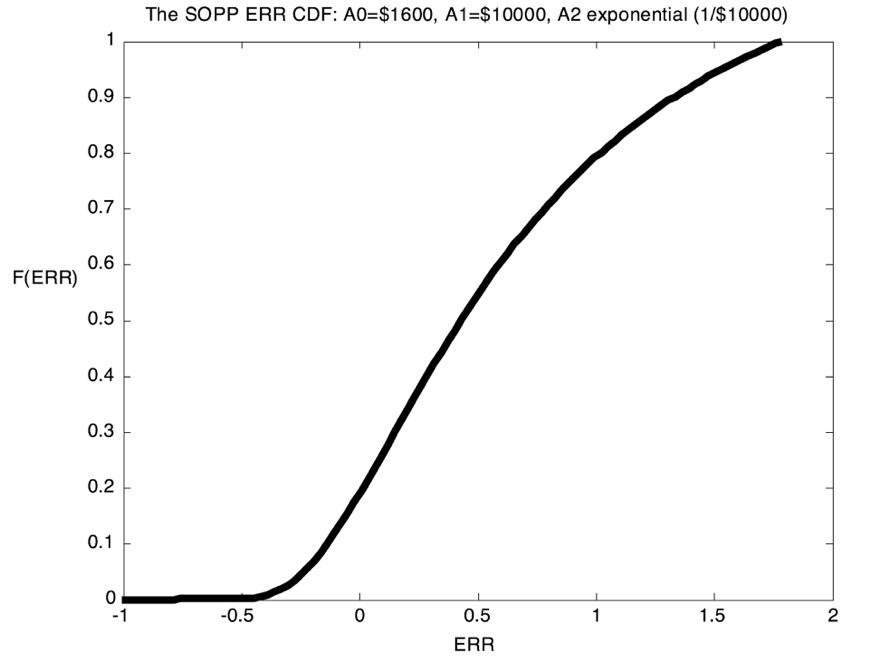 The SOPP ERR CDF: A0=$1600, A1=$10000, A2 exponential (1/$10000)
1
0.9
0.8
0.7
0.6
F(ERR)
0.5
0.4
0.3
0.2
0.1
0
-1 -0.5 0 0.5 1 1.5 2
ERR